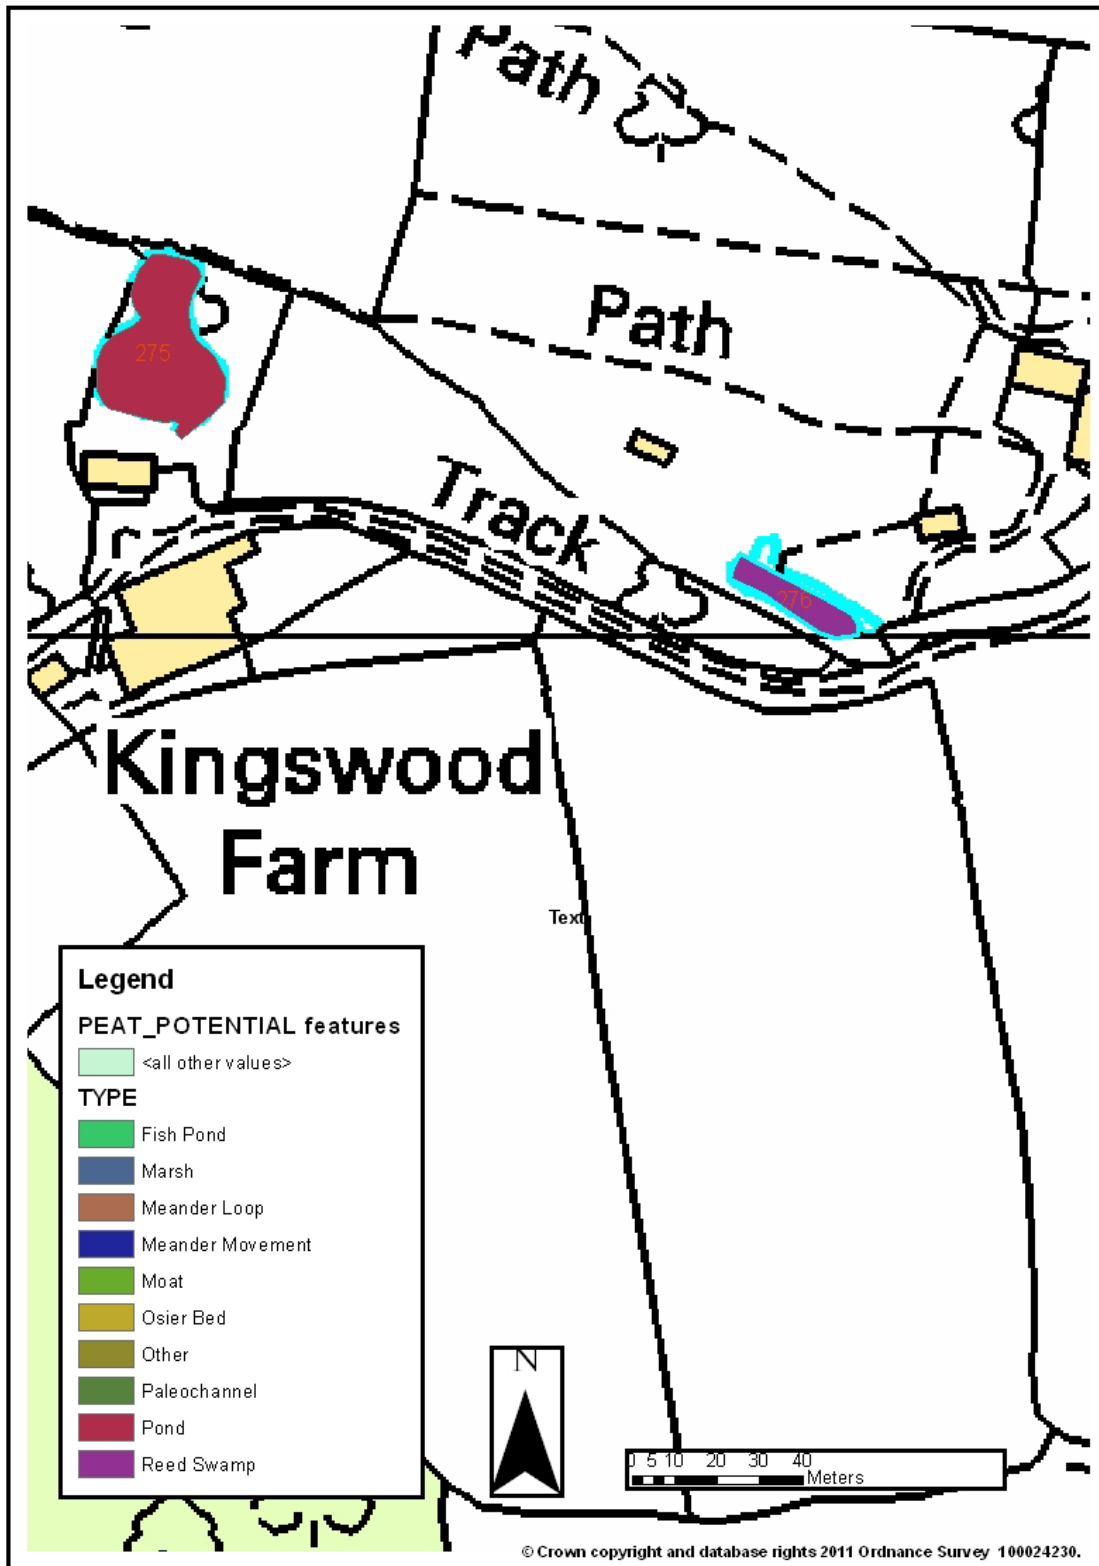 Path
Path
275
Track
276
Kingswood
Farm
Text
Legend
PEAT_POTENTIAL features
<all other values>
TYPE
Fish Pond
Marsh
Meander Loop
Meander Movement
Moat
Osier Bed
Other
Paleochannel
Pond
Reed Swamp
N
0 5 10 20 30 40
Meters
© Crown copyright and database rights 2011 Ordnance Survey 100024230.